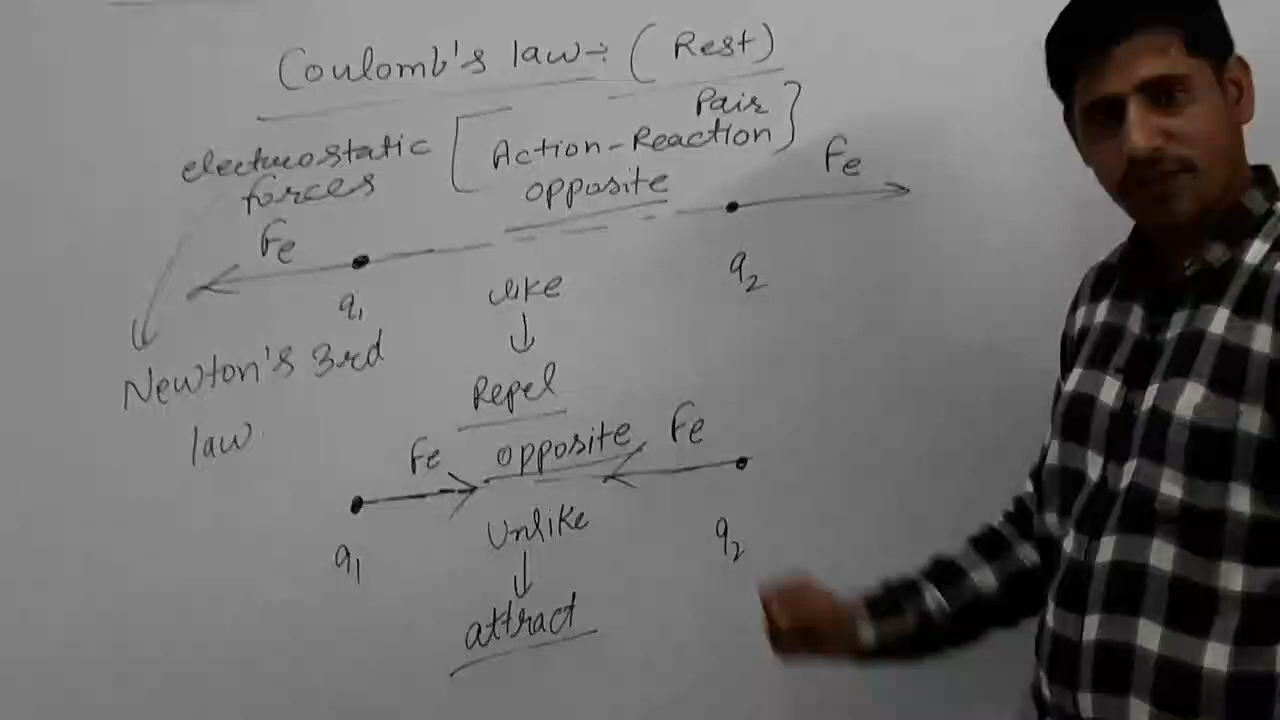 Coulomb's law :- (Rest)
electrostatic forces [Action-Reaction Pair]
opposite
Fe
Fe
q1
q2
like
↓
Repel
Newton's 3rd
law
Fe
opposite
Fe
q1
q2
Unlike
↓
attract